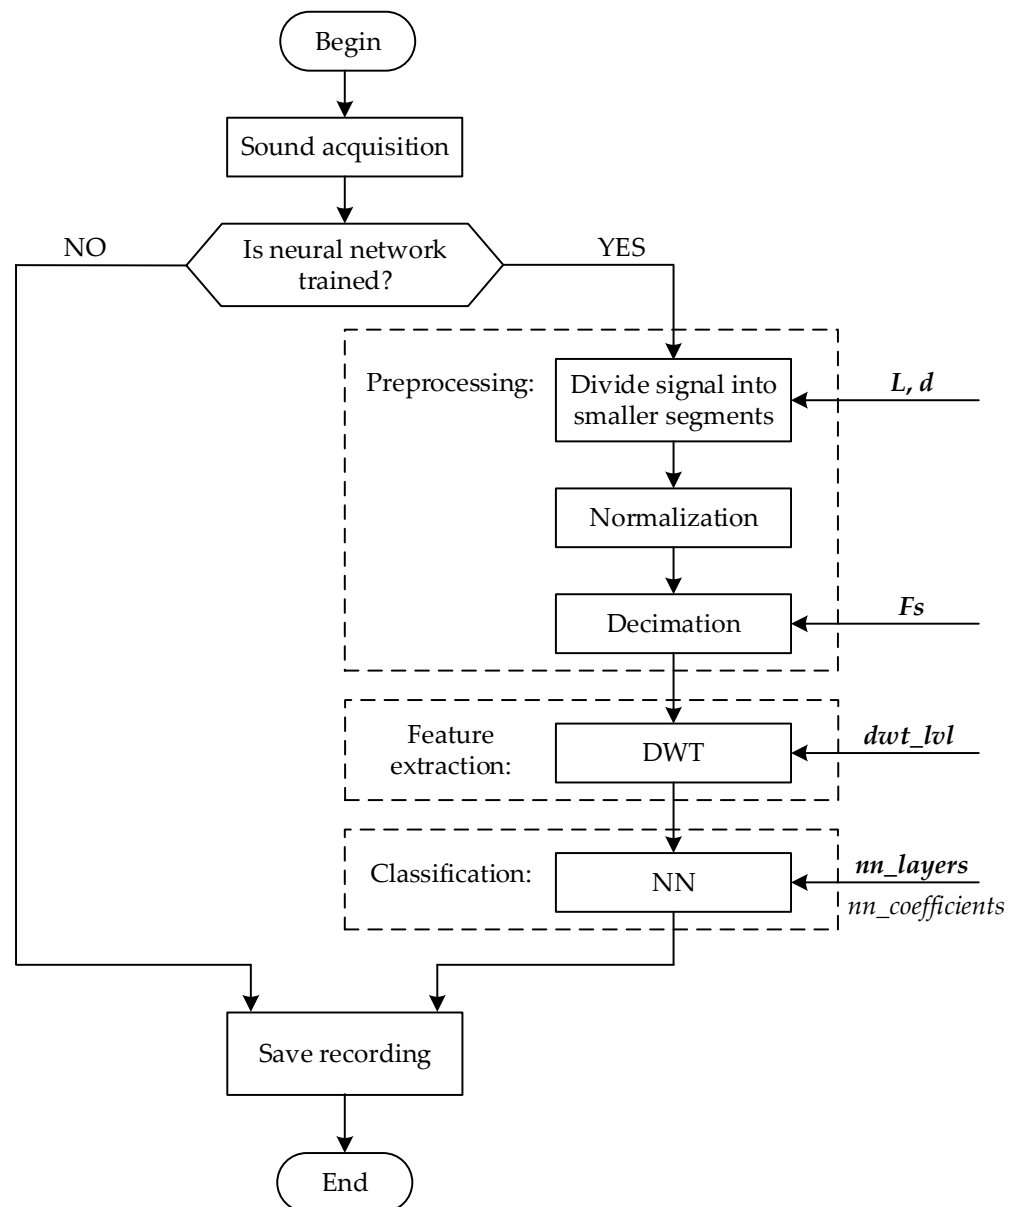 Begin
Sound acquisition
NO
Is neural network
trained?
YES
Preprocessing:
Divide signal into
smaller segments
L, d
Normalization
Decimation
Fs
Feature
extraction:
DWT
dwt_lvl
Classification:
NN
nn_layers
nn_coefficients
Save recording
End